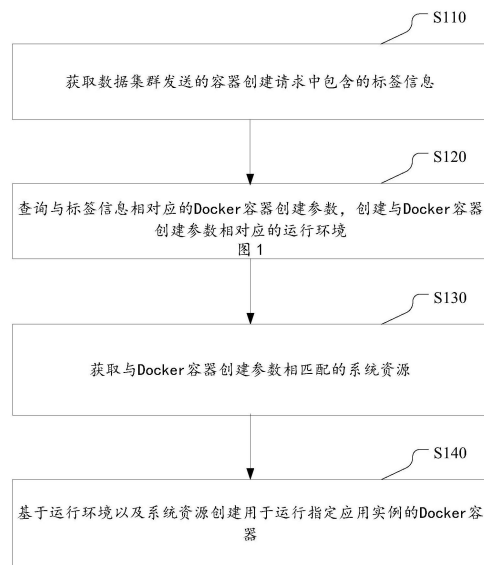 S110
获取数据集群发送的容器创建请求中包含的标签信息
S120
查询与标签信息相对应的Docker容器创建参数，创建与Docker容器
创建参数相对应的运行环境
图1
S130
获取与Docker容器创建参数相匹配的系统资源
S140
基于运行环境以及系统资源创建用于运行指定应用实例的Docker容
器